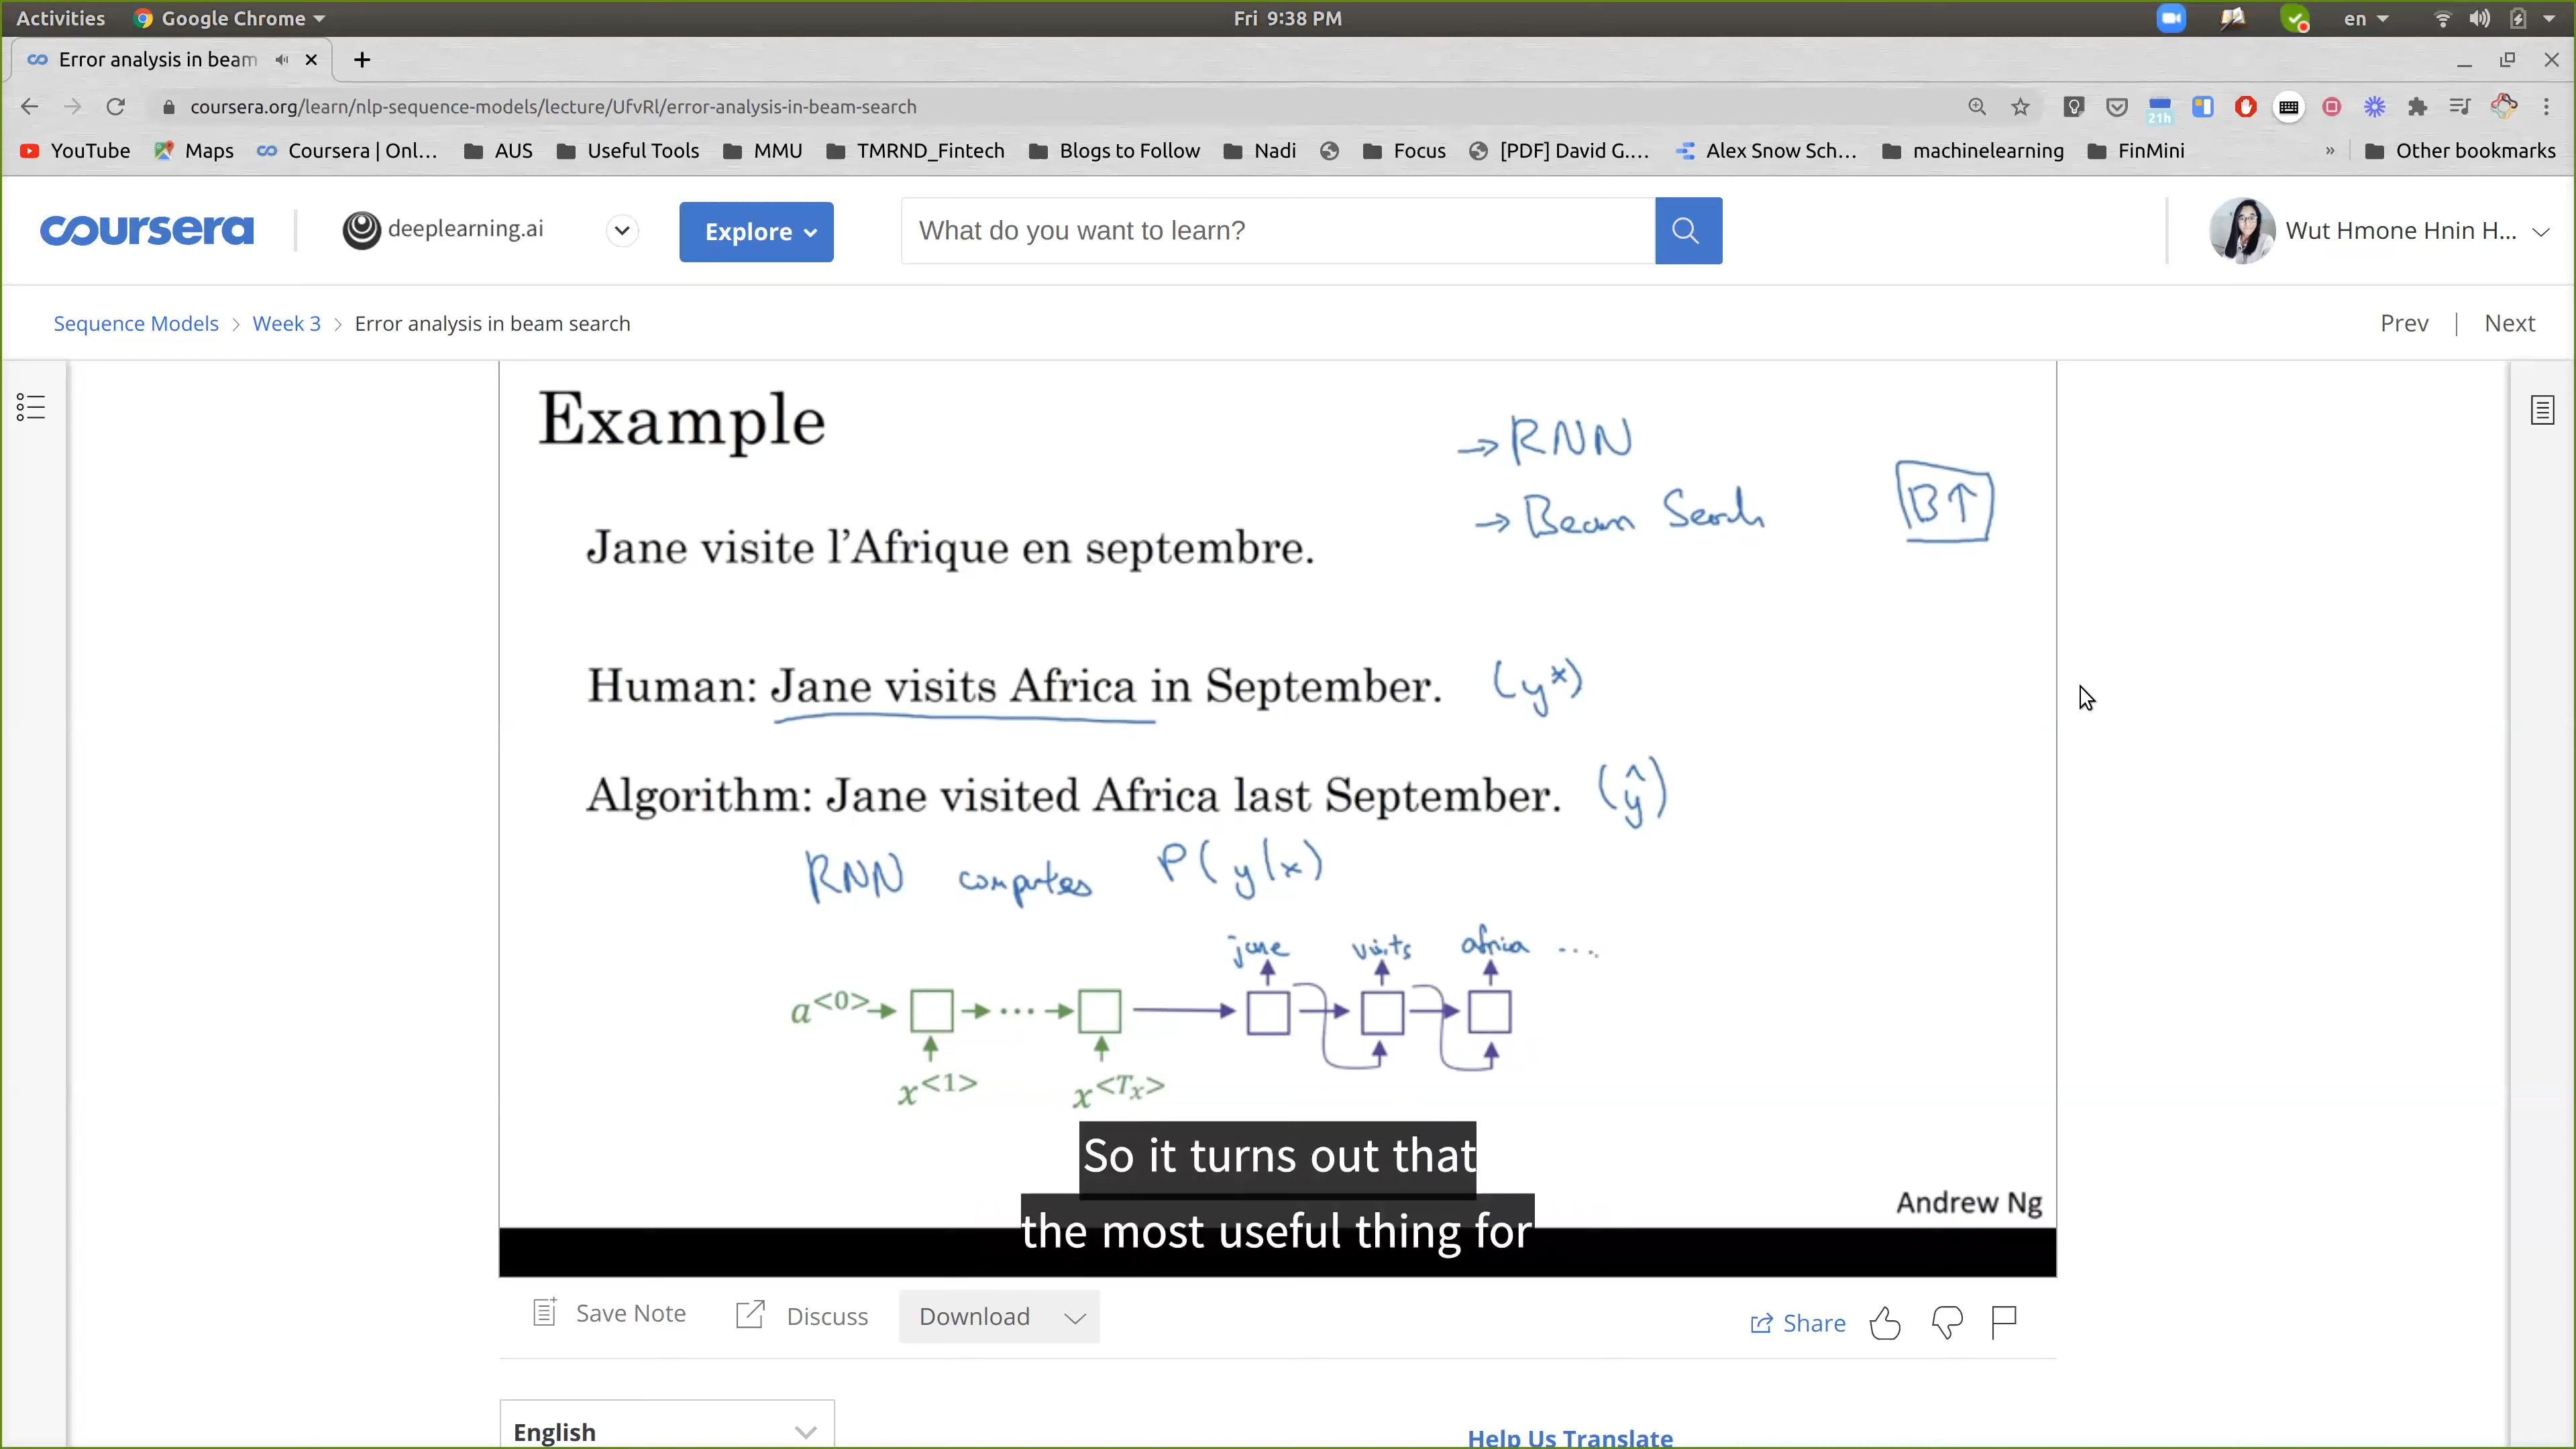 Activities Google Chrome Fri 9:38 PM en
Error analysis in beam
coursera.org/learn/nlp-sequence-models/lecture/UfvRl/error-analysis-in-beam-search 21h
YouTube Maps Coursera | Onl... AUS Useful Tools MMU TMRND_Fintech Blogs to Follow Nadi Focus [PDF] David G.... Alex Snow Sch... machinelearning FinMini » Other bookmarks
coursera deeplearning.ai Explore What do you want to learn? Wut Hmone Hnin H...
Sequence Models > Week 3 > Error analysis in beam search Prev | Next
Example
→ RNN
→ Beam Search
B↑
Jane visite l’Afrique en septembre.
Human: Jane visits Africa in September. (y*)
Algorithm: Jane visited Africa last September. (ŷ)
RNN computes P(y|x)
jane visits africa ....
a<0> ...
x<1> x<Tx>
So it turns out that
the most useful thing for
Andrew Ng
Save Note Discuss Download Share
English
Help Us Translate